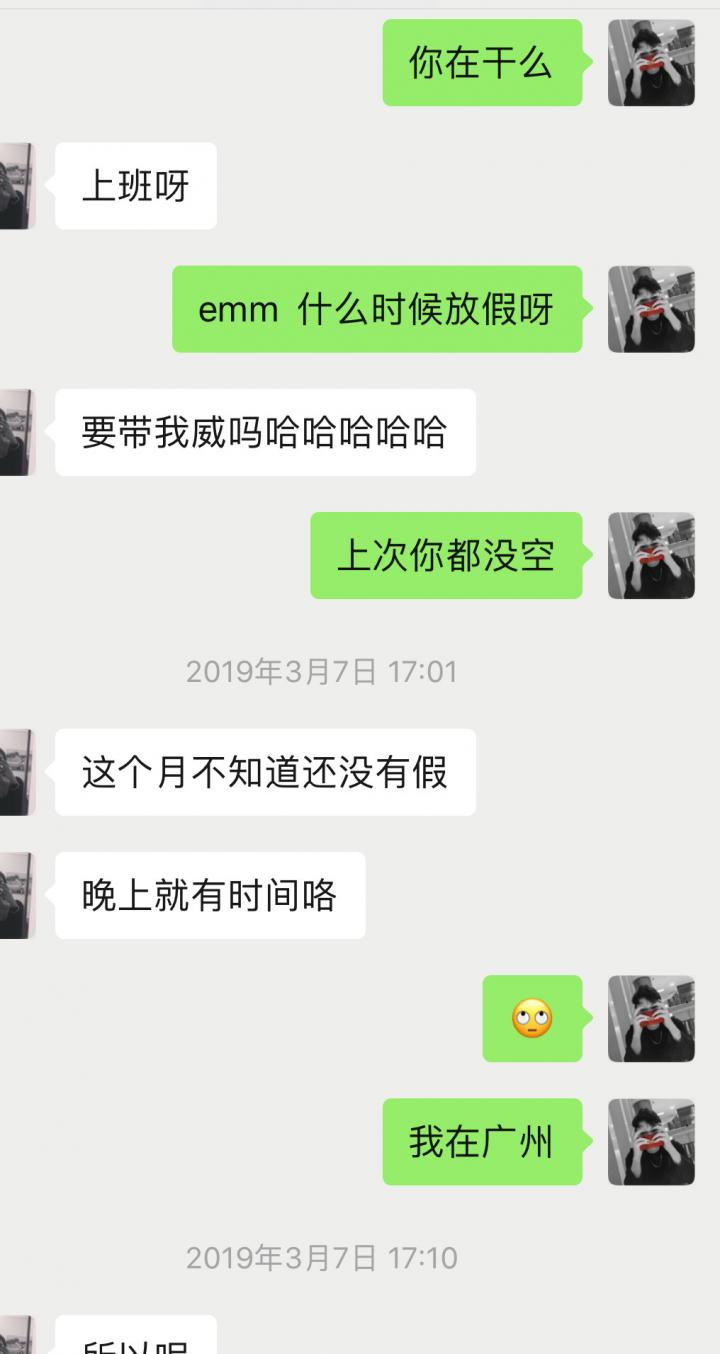 你在干么
上班呀
emm 什么时候放假呀
要带我威吗哈哈哈哈哈
上次你都没空
2019年3月7日 17:01
这个月不知道还没有假
晚上就有时间咯
🙄
我在广州
2019年3月7日 17:10
所以呢